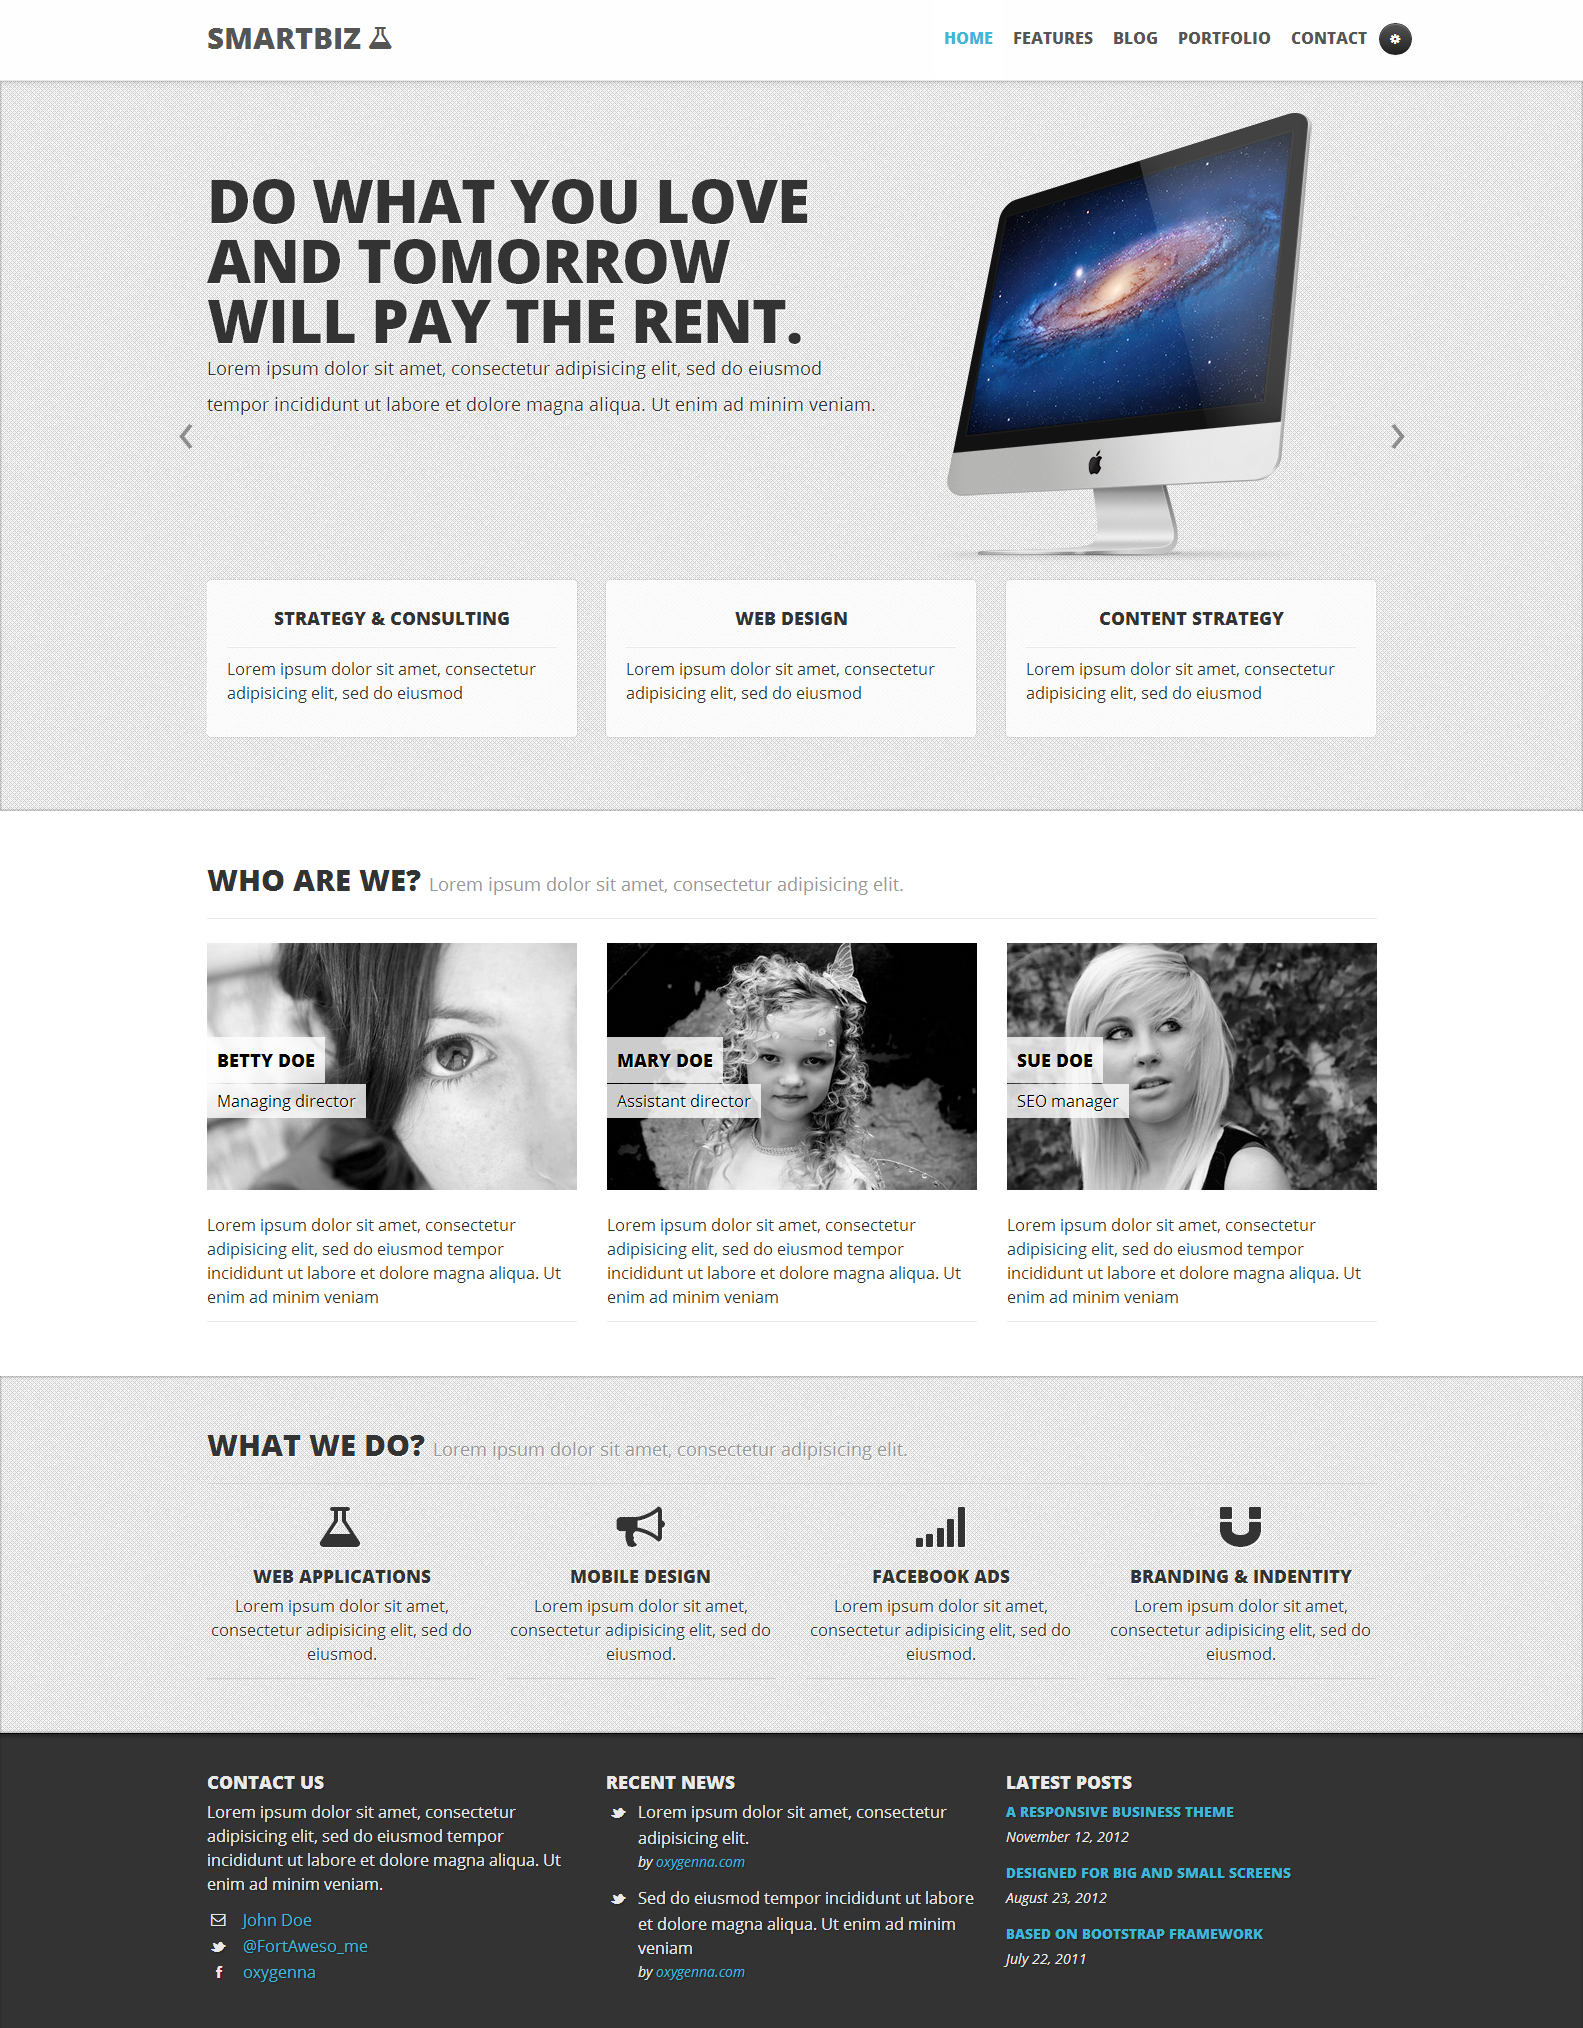 SMARTBIZ
HOME FEATURES BLOG PORTFOLIO CONTACT
DO WHAT YOU LOVE
AND TOMORROW
WILL PAY THE RENT.
Lorem ipsum dolor sit amet, consectetur adipisicing elit, sed do eiusmod
tempor incididunt ut labore et dolore magna aliqua. Ut enim ad minim veniam.
STRATEGY & CONSULTING
Lorem ipsum dolor sit amet, consectetur
adipisicing elit, sed do eiusmod
WEB DESIGN
Lorem ipsum dolor sit amet, consectetur
adipisicing elit, sed do eiusmod
CONTENT STRATEGY
Lorem ipsum dolor sit amet, consectetur
adipisicing elit, sed do eiusmod
WHO ARE WE? Lorem ipsum dolor sit amet, consectetur adipisicing elit.
BETTY DOE
Managing director
Lorem ipsum dolor sit amet, consectetur
adipisicing elit, sed do eiusmod tempor
incididunt ut labore et dolore magna aliqua. Ut
enim ad minim veniam
MARY DOE
Assistant director
Lorem ipsum dolor sit amet, consectetur
adipisicing elit, sed do eiusmod tempor
incididunt ut labore et dolore magna aliqua. Ut
enim ad minim veniam
SUE DOE
SEO manager
Lorem ipsum dolor sit amet, consectetur
adipisicing elit, sed do eiusmod tempor
incididunt ut labore et dolore magna aliqua. Ut
enim ad minim veniam
WHAT WE DO? Lorem ipsum dolor sit amet, consectetur adipisicing elit.
WEB APPLICATIONS
Lorem ipsum dolor sit amet,
consectetur adipisicing elit, sed do
eiusmod.
MOBILE DESIGN
Lorem ipsum dolor sit amet,
consectetur adipisicing elit, sed do
eiusmod.
FACEBOOK ADS
Lorem ipsum dolor sit amet,
consectetur adipisicing elit, sed do
eiusmod.
BRANDING & INDENTITY
Lorem ipsum dolor sit amet,
consectetur adipisicing elit, sed do
eiusmod.
CONTACT US
Lorem ipsum dolor sit amet, consectetur
adipisicing elit, sed do eiusmod tempor
incididunt ut labore et dolore magna aliqua. Ut
enim ad minim veniam.
John Doe
@FortAweso_me
oxygenna
RECENT NEWS
Lorem ipsum dolor sit amet, consectetur
adipisicing elit.
by oxygenna.com
Sed do eiusmod tempor incididunt ut labore
et dolore magna aliqua. Ut enim ad minim
veniam
by oxygenna.com
LATEST POSTS
A RESPONSIVE BUSINESS THEME
November 12, 2012
DESIGNED FOR BIG AND SMALL SCREENS
August 23, 2012
BASED ON BOOTSTRAP FRAMEWORK
July 22, 2011